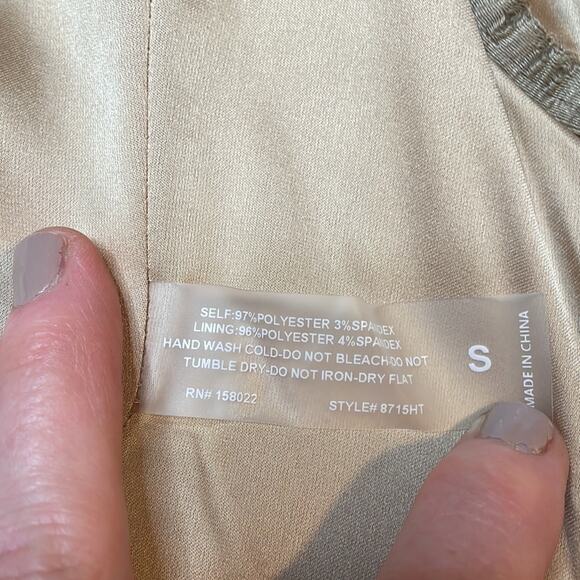 SELF:97%POLYESTER 3%SPANDEX
LINING:96%POLYESTER 4%SPANDEX
HAND WASH COLD-DO NOT BLEACH-DO NOT
TUMBLE DRY-DO NOT IRON-DRY FLAT
RN# 158022 STYLE# 8715HT
S
MADE IN CHINA